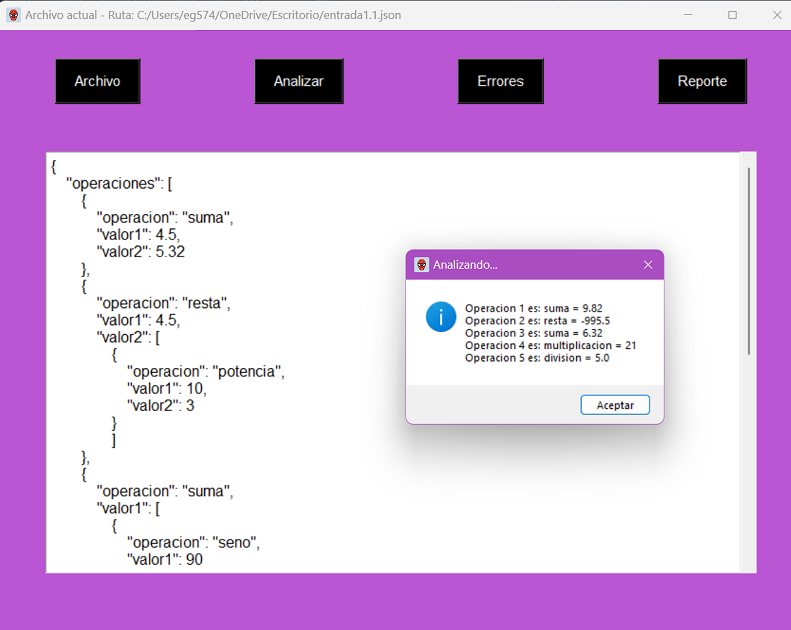 Archivo actual - Ruta: C:/Users/eg574/OneDrive/Escritorio/entrada1.1.json
Archivo Analizar Errores Reporte
{
"operaciones": [
{
"operacion": "suma",
"valor1": 4.5,
"valor2": 5.32
},
{
"operacion": "resta",
"valor1": 4.5,
"valor2": [
{
"operacion": "potencia",
"valor1": 10,
"valor2": 3
}
]
},
{
"operacion": "suma",
"valor1": [
{
"operacion": "seno",
"valor1": 90
Analizando...
Operacion 1 es: suma = 9.82
Operacion 2 es: resta = -995.5
Operacion 3 es: suma = 6.32
Operacion 4 es: multiplicacion = 21
Operacion 5 es: division = 5.0
Aceptar